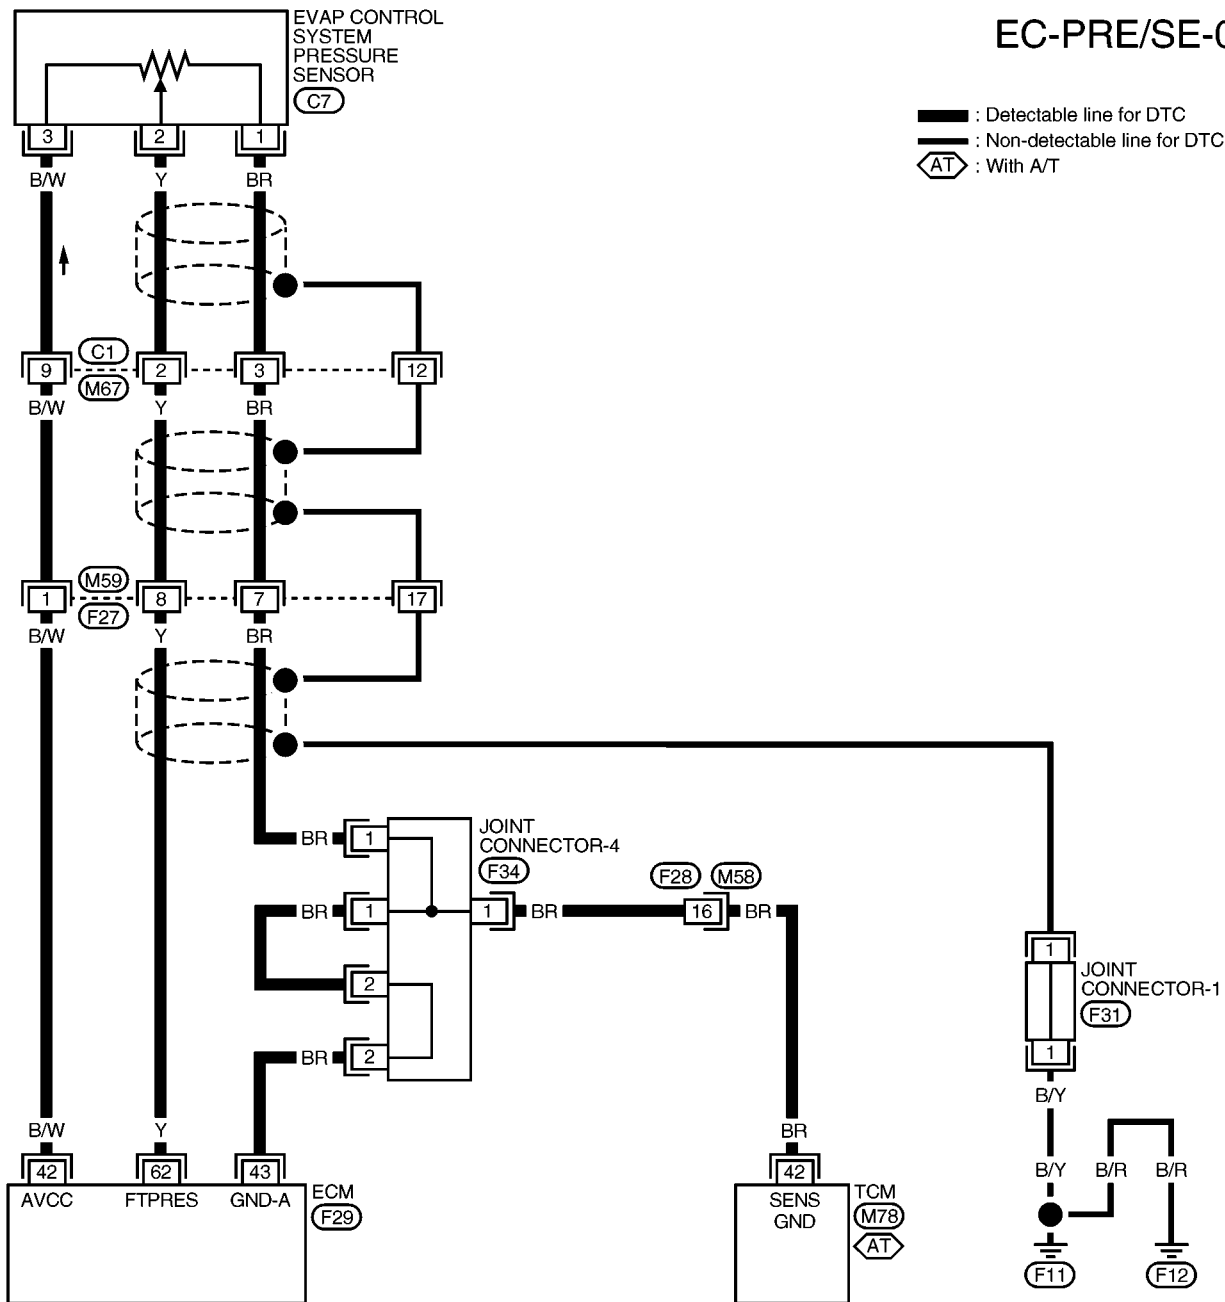 EVAP CONTROL
SYSTEM
PRESSURE
SENSOR
C7
EC-PRE/SE-
: Detectable line for DTC
: Non-detectable line for DTC
AT : With A/T
3 2 1
B/W Y BR
C1
9 2 3 12
M67
B/W Y BR
M59
1 8 7 17
F27
B/W Y BR
JOINT
CONNECTOR-4
F34
BR 1
F28 M58
BR 1 1 BR 16 BR
BR 2
BR 2
1
JOINT
CONNECTOR-1
F31
1
B/Y
B/W Y BR
B/Y B/R B/R
42 62 43 42
AVCC FTPRES GND-A
ECM
F29
SENS
GND
TCM
M78
AT
F11 F12